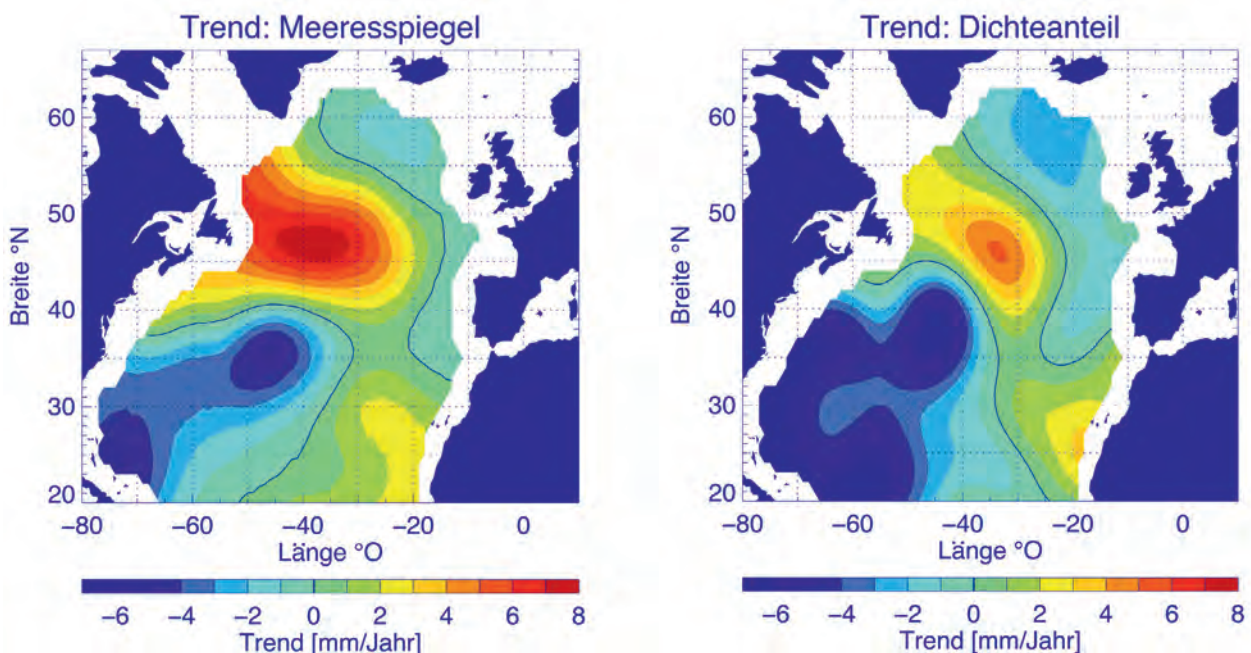 Trend: Meeresspiegel
60
50
40
30
20
Breite °N
−80 −60 −40 −20 0
Länge °O
−6 −4 −2 0 2 4 6 8
Trend [mm/Jahr]
Trend: Dichteanteil
60
50
40
30
20
Breite °N
−80 −60 −40 −20 0
Länge °O
−6 −4 −2 0 2 4 6 8
Trend [mm/Jahr]